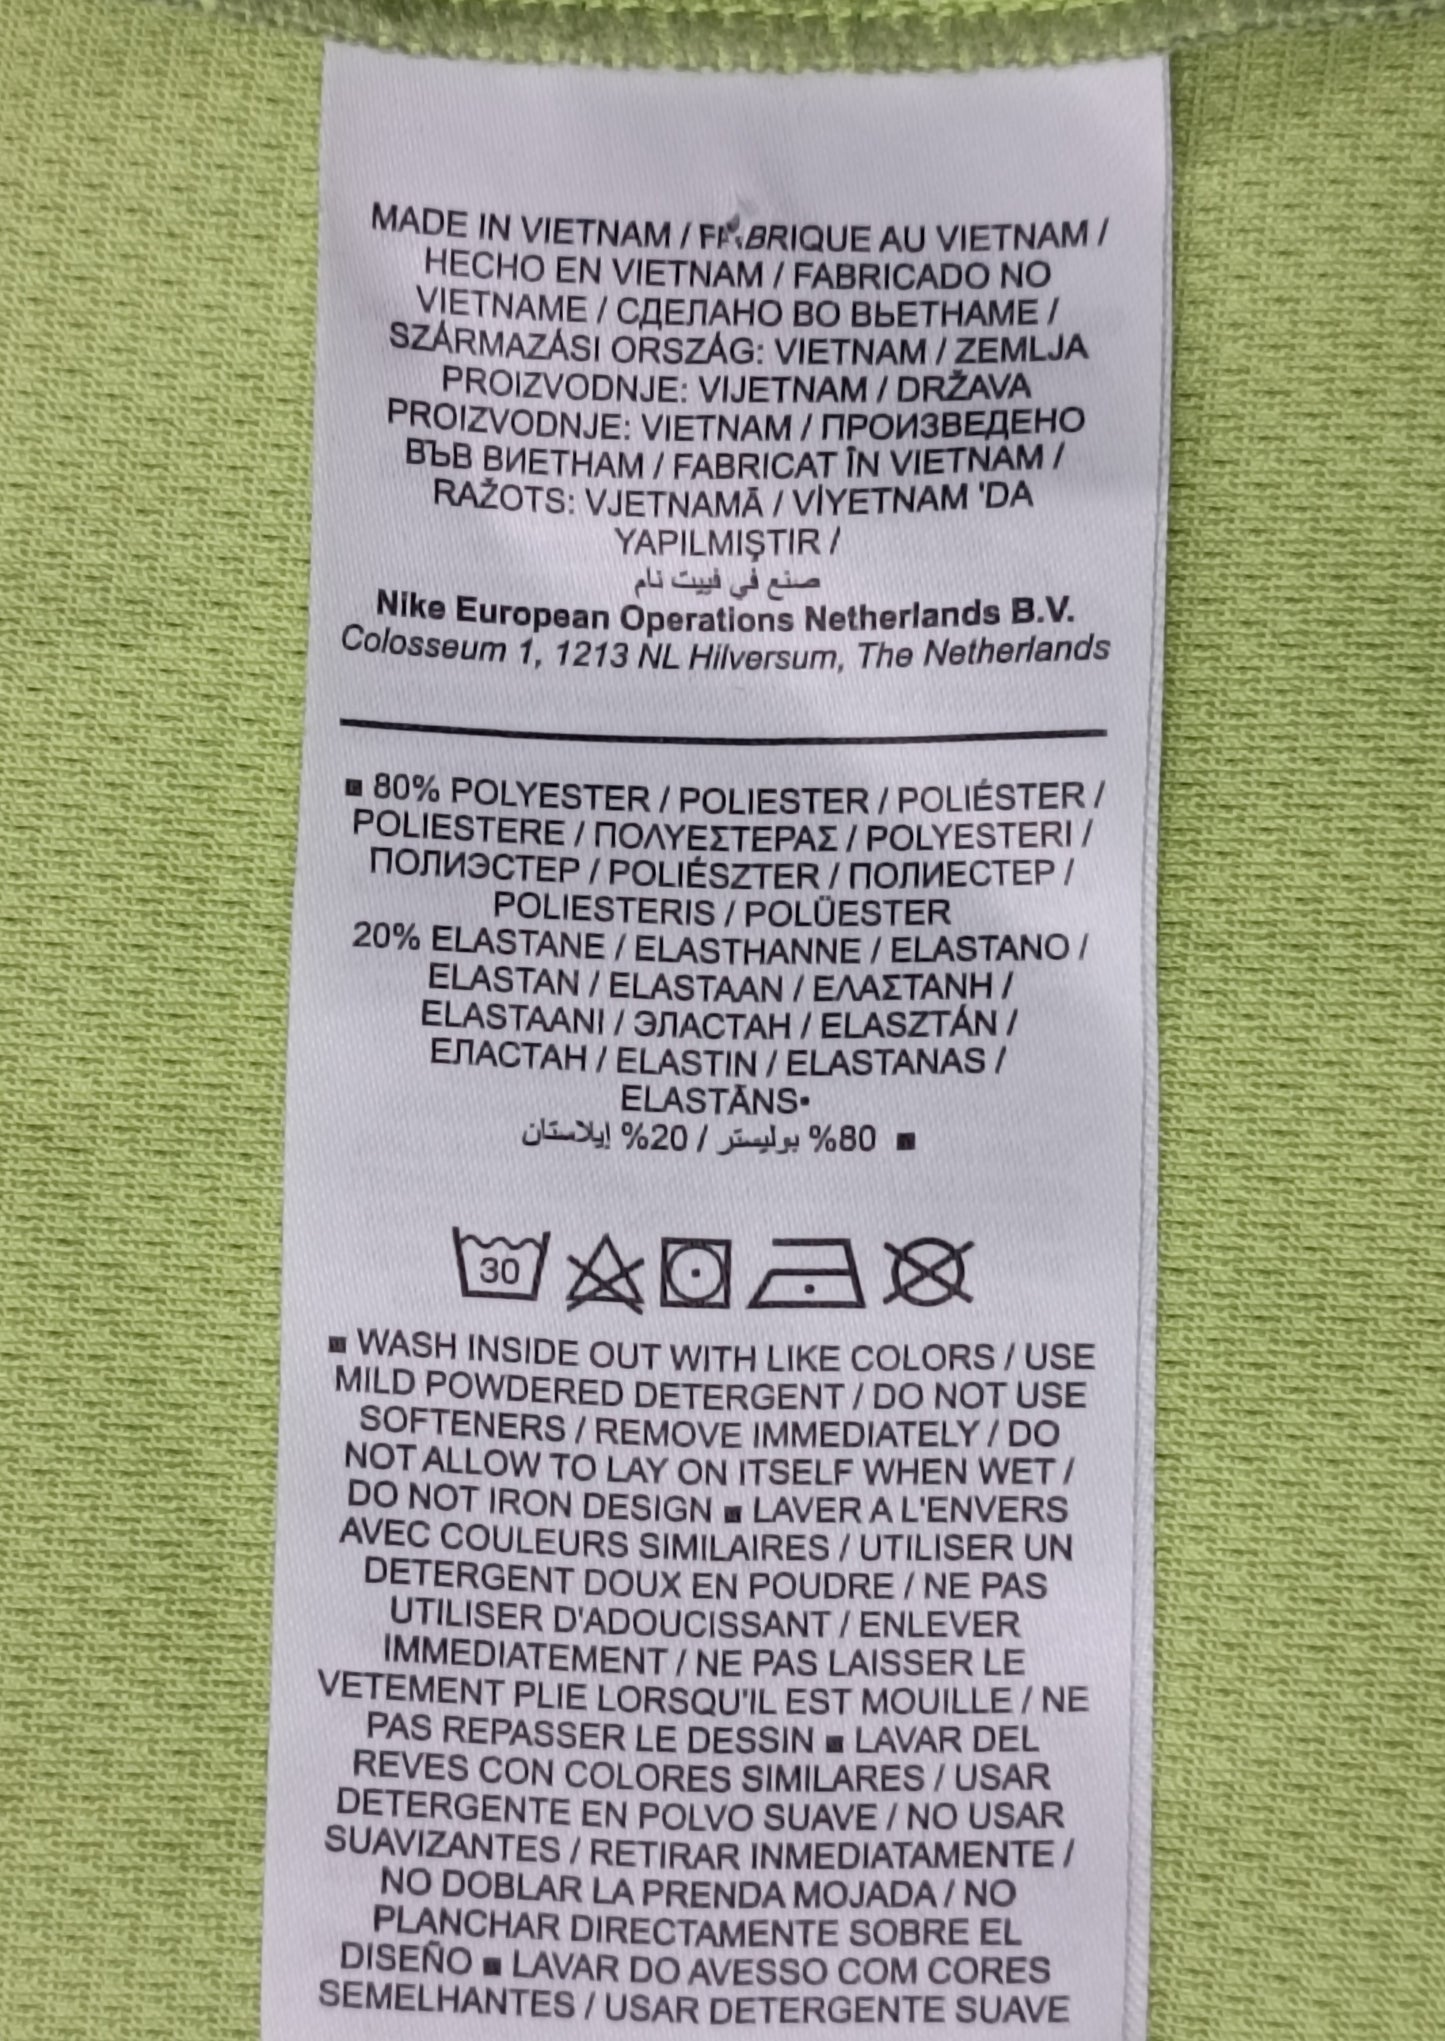 MADE IN VIETNAM / FABRIQUE AU VIETNAM /
HECHO EN VIETNAM / FABRICADO NO
VIETNAME / СДЕЛАНО ВО ВЬЕТНАМЕ /
SZÁRMAZÁSI ORSZÁG: VIETNAM / ZEMLJA
PROIZVODNJE: VIJETNAM / DRŽAVA
PROIZVODNJE: VIETNAM / ПРОИЗВЕДЕНО
ВЪВ ВИЕТНАМ / FABRICAT ÎN VIETNAM /
RAŽOTS: VJETNAMĀ / VİYETNAM 'DA
YAPILMIŞTIR /
صنع في فييت نام
Nike European Operations Netherlands B.V.
Colosseum 1, 1213 NL Hilversum, The Netherlands
■ 80% POLYESTER / POLIESTER / POLIÉSTER /
POLIESTERE / ΠΟΛΥΕΣΤΕΡΑΣ / POLYESTERI /
ПОЛИЭСТЕР / POLIÉSZTER / ПОЛИЕСТЕР /
POLIESTERIS / POLÜESTER
20% ELASTANE / ELASTHANNE / ELASTANO /
ELASTAN / ELASTAAN / ΕΛΑΣΤΑΝΗ /
ELASTAANI / ЭЛАСТАН / ELASZTÁN /
ЕЛАСТАН / ELASTIN / ELASTANAS /
ELASTĀNS•
■ 80% بوليستر / 20% إيلاستان
30
■ WASH INSIDE OUT WITH LIKE COLORS / USE
MILD POWDERED DETERGENT / DO NOT USE
SOFTENERS / REMOVE IMMEDIATELY / DO
NOT ALLOW TO LAY ON ITSELF WHEN WET /
DO NOT IRON DESIGN ■ LAVER A L'ENVERS
AVEC COULEURS SIMILAIRES / UTILISER UN
DETERGENT DOUX EN POUDRE / NE PAS
UTILISER D'ADOUCISSANT / ENLEVER
IMMEDIATEMENT / NE PAS LAISSER LE
VETEMENT PLIE LORSQU'IL EST MOUILLE / NE
PAS REPASSER LE DESSIN ■ LAVAR DEL
REVES CON COLORES SIMILARES / USAR
DETERGENTE EN POLVO SUAVE / NO USAR
SUAVIZANTES / RETIRAR INMEDIATAMENTE /
NO DOBLAR LA PRENDA MOJADA / NO
PLANCHAR DIRECTAMENTE SOBRE EL
DISEÑO ■ LAVAR DO AVESSO COM CORES
SEMELHANTES / USAR DETERGENTE SUAVE